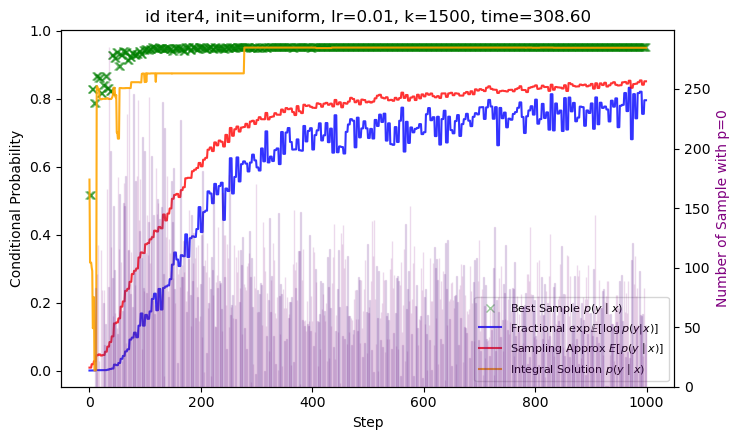 id iter4, init=uniform, lr=0.01, k=1500, time=308.60
1.0
0.8
0.6
0.4
0.2
0.0
Conditional Probability
250
200
150
100
50
0
Number of Sample with p=0
Best Sample p(y | x)
Fractional exp𝔼[log p(y|x)]
Sampling Approx E[p(y | x)]
Integral Solution p(y | x)
0
200
400
600
800
1000
Step